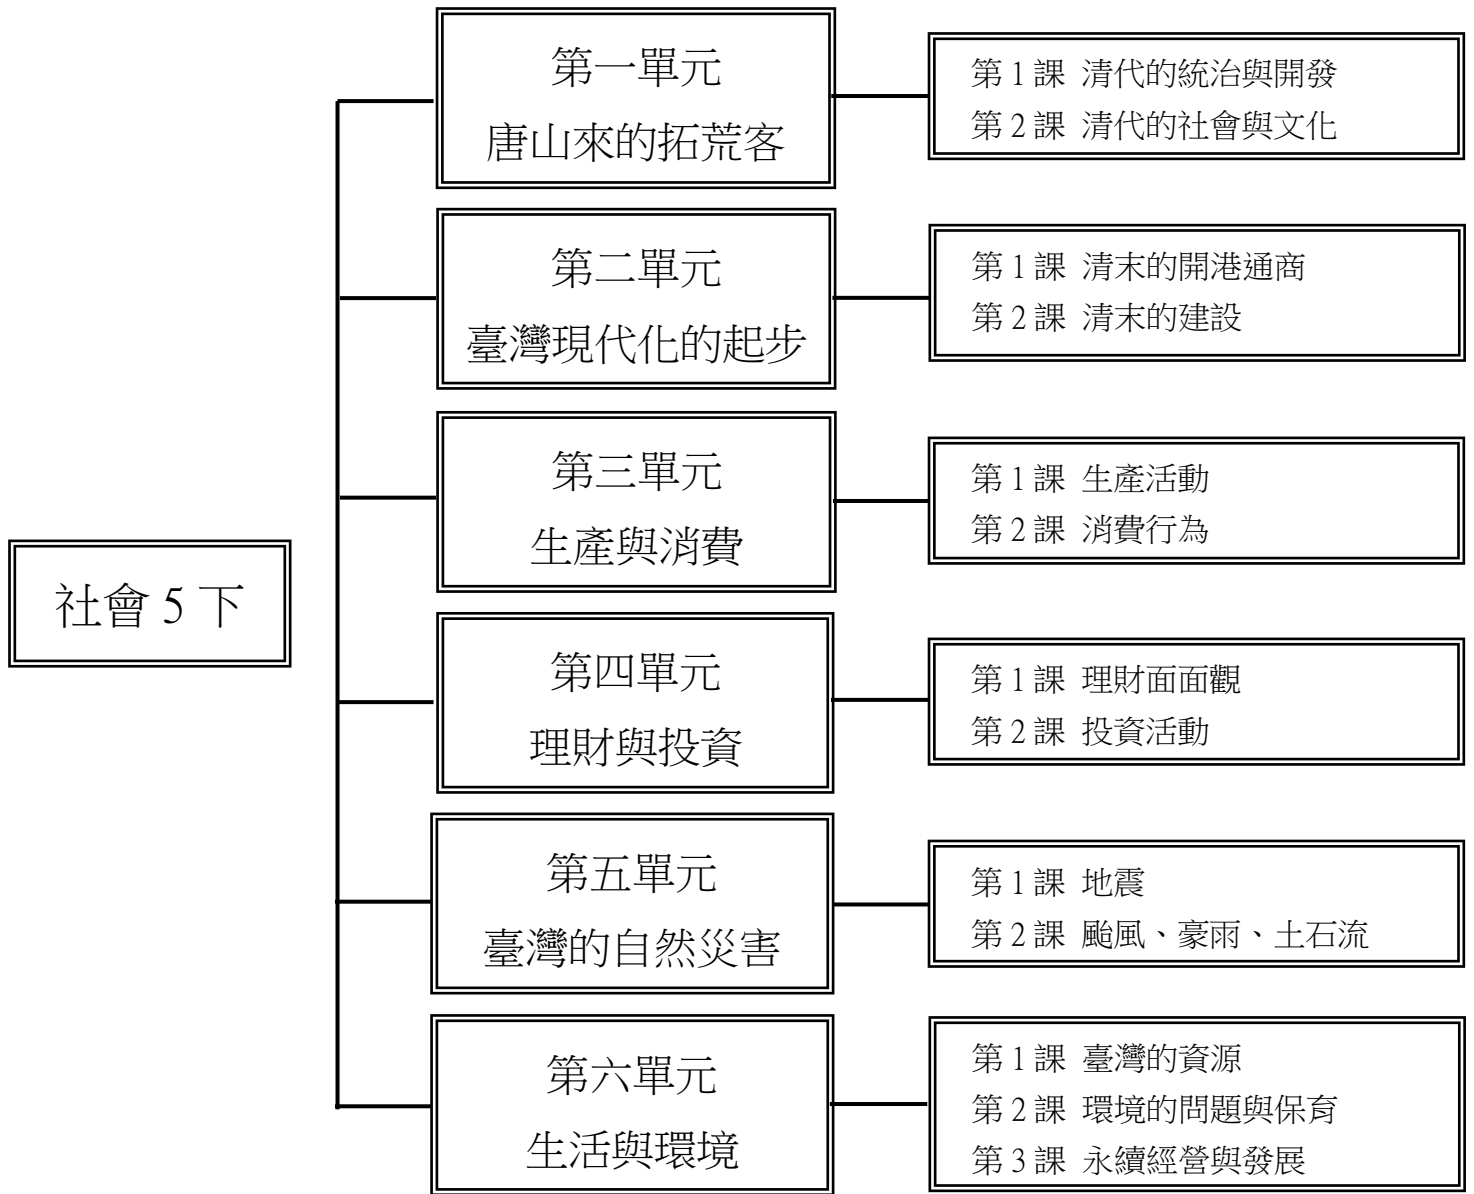 社會 5 下
第一單元
唐山來的拓荒客
第 1 課 清代的統治與開發
第 2 課 清代的社會與文化
第二單元
臺灣現代化的起步
第 1 課 清末的開港通商
第 2 課 清末的建設
第三單元
生產與消費
第 1 課 生產活動
第 2 課 消費行為
第四單元
理財與投資
第 1 課 理財面面觀
第 2 課 投資活動
第五單元
臺灣的自然災害
第 1 課 地震
第 2 課 颱風、豪雨、土石流
第六單元
生活與環境
第 1 課 臺灣的資源
第 2 課 環境的問題與保育
第 3 課 永續經營與發展